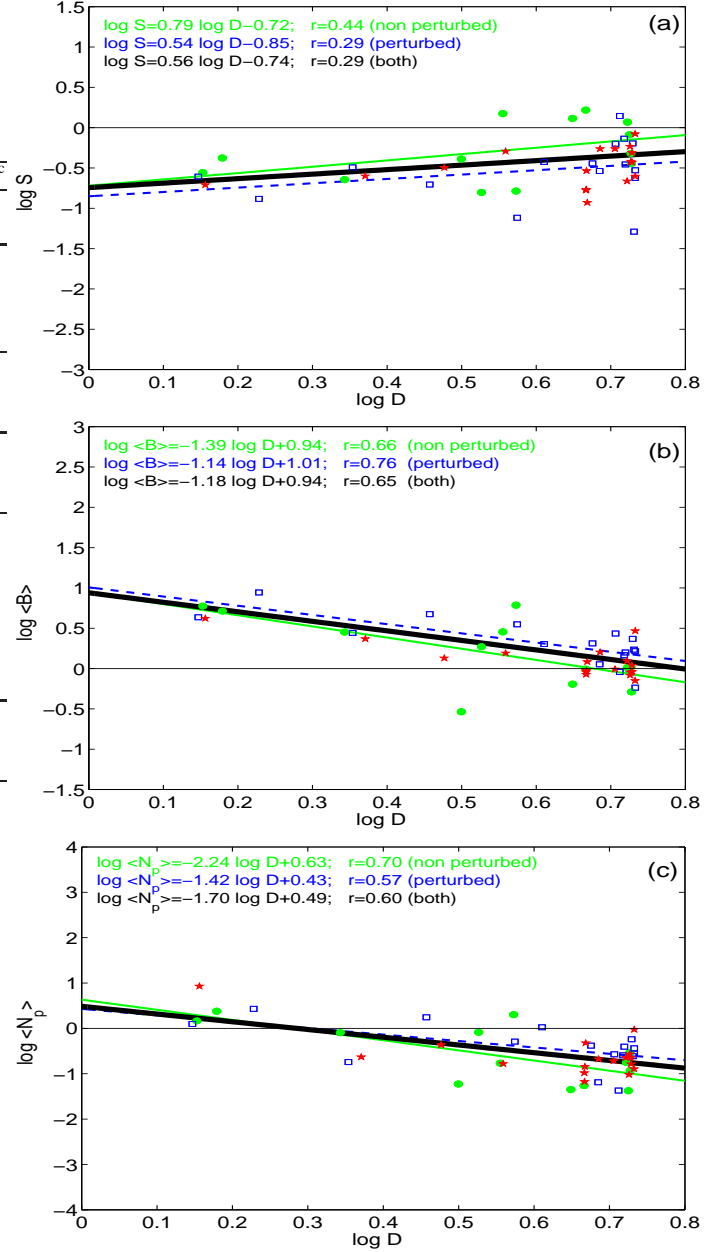 1.5
1
0.5
0
−0.5
−1
−1.5
−2
−2.5
−3
log S
log S=0.79 log D−0.72; r=0.44 (non perturbed)
log S=0.54 log D−0.85; r=0.29 (perturbed)
log S=0.56 log D−0.74; r=0.29 (both)
(a)
0 0.1 0.2 0.3 0.4 0.5 0.6 0.7 0.8
log D
3
2.5
2
1.5
1
0.5
0
−0.5
−1
−1.5
log <B>
log <B>=−1.39 log D+0.94; r=0.66 (non perturbed)
log <B>=−1.14 log D+1.01; r=0.76 (perturbed)
log <B>=−1.18 log D+0.94; r=0.65 (both)
(b)
0 0.1 0.2 0.3 0.4 0.5 0.6 0.7 0.8
log D
4
3
2
1
0
−1
−2
−3
−4
log <Np>
log <Np>=−2.24 log D+0.63; r=0.70 (non perturbed)
log <Np>=−1.42 log D+0.43; r=0.57 (perturbed)
log <Np>=−1.70 log D+0.49; r=0.60 (both)
(c)
0 0.1 0.2 0.3 0.4 0.5 0.6 0.7 0.8
log D